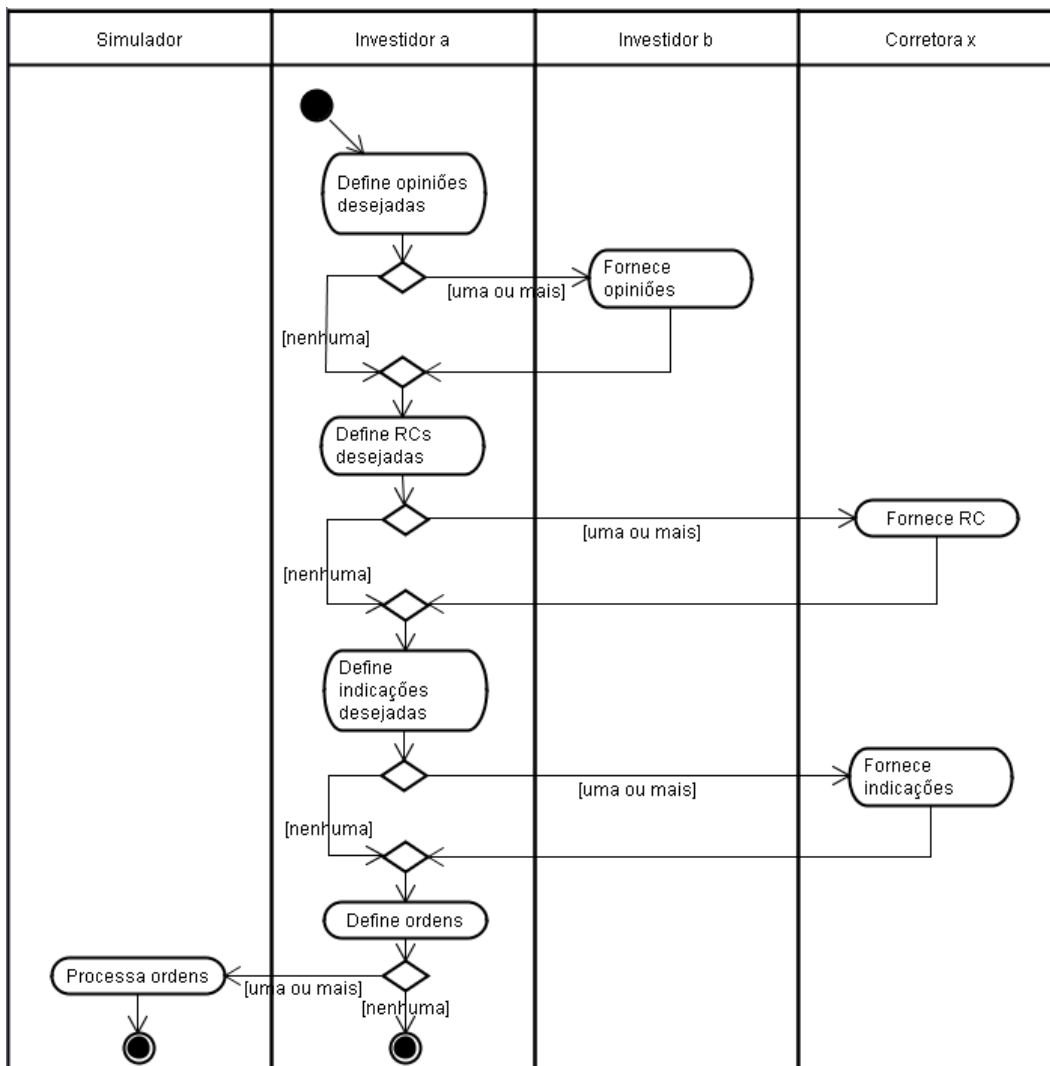 Simulador
Investidor a
Investidor b
Corretora x
Define opiniões
desejadas
Fornece
opiniões
[uma ou mais]
[nenhuma]
Define RCs
desejadas
Fornece RC
[uma ou mais]
[nenhuma]
Define
indicações
desejadas
Fornece
indicações
[uma ou mais]
[nenhuma]
Define ordens
Processa ordens
[uma ou mais]
[nenhuma]